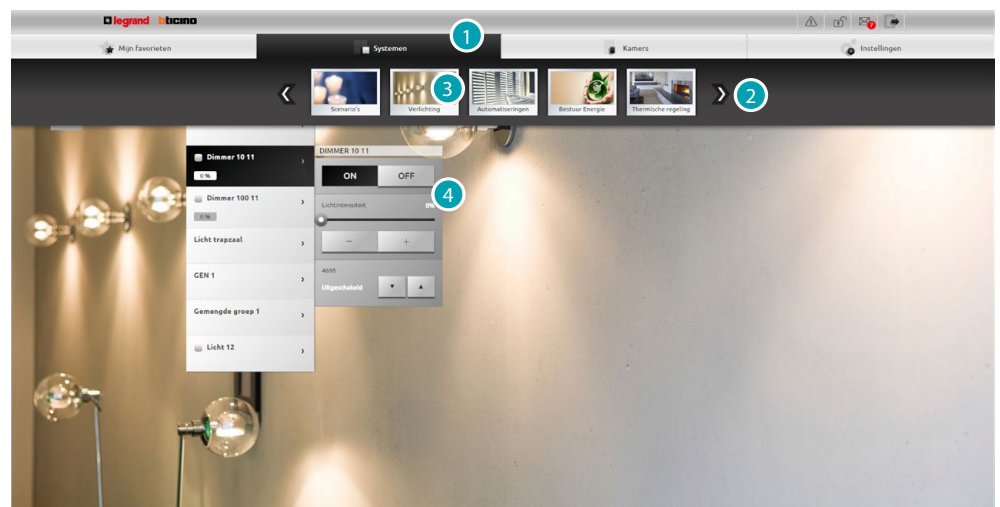 legrand bticino
7
Mijn favorieten
Systemen
1
Kamers
Instellingen
Scenario's
Verlichting
3
Automatiseringen
Bestuur Energie
Thermische regeling
2
Dimmer 10 11
0 %
Dimmer 100 11
0 %
Licht trapzaal
GEN 1
Gemengde groep 1
Licht 12
DIMMER 10 11
ON OFF
4
Lichtintensiteit 0%
− +
4695
Uitgeschakeld